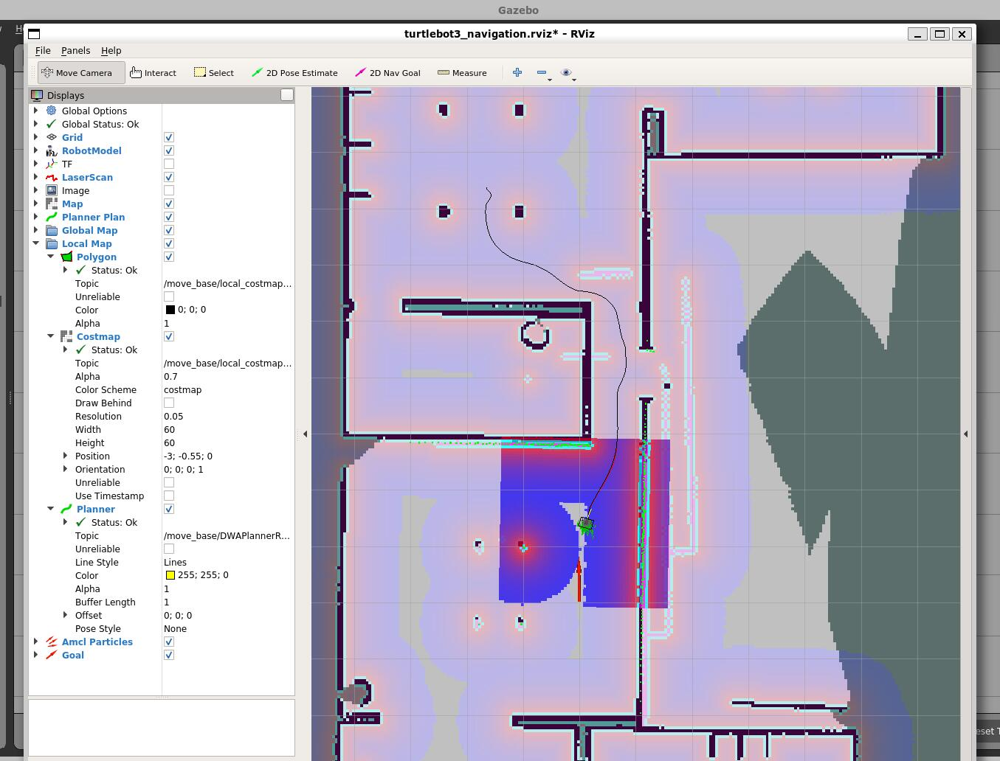 Gazebo
turtlebot3_navigation.rviz* - RViz
File Panels Help
Move Camera Interact Select 2D Pose Estimate 2D Nav Goal Measure
Displays
Global Options
Global Status: Ok
Grid
RobotModel
TF
LaserScan
Image
Map
Planner Plan
Global Map
Local Map
Polygon
Status: Ok
Topic /move_base/local_costmap...
Unreliable
Color 0; 0; 0
Alpha 1
Costmap
Status: Ok
Topic /move_base/local_costmap...
Alpha 0.7
Color Scheme costmap
Draw Behind
Resolution 0.05
Width 60
Height 60
Position -3; -0.55; 0
Orientation 0; 0; 0; 1
Unreliable
Use Timestamp
Planner
Status: Ok
Topic /move_base/DWAPlannerR...
Unreliable
Line Style Lines
Color 255; 255; 0
Alpha 1
Buffer Length 1
Offset 0; 0; 0
Pose Style None
Amcl Particles
Goal